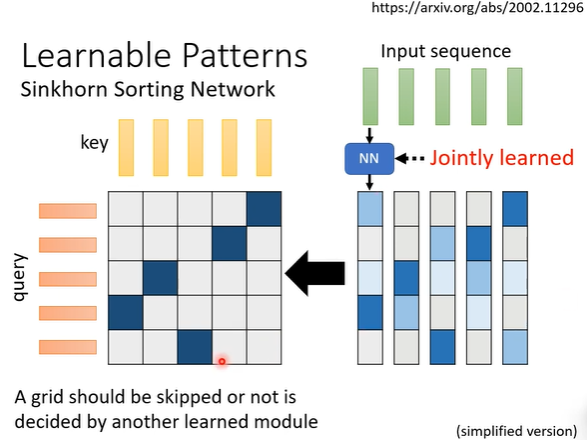 https://arxiv.org/abs/2002.11296
Learnable Patterns
Sinkhorn Sorting Network
Input sequence
key
NN
Jointly learned
query
A grid should be skipped or not is
decided by another learned module
(simplified version)